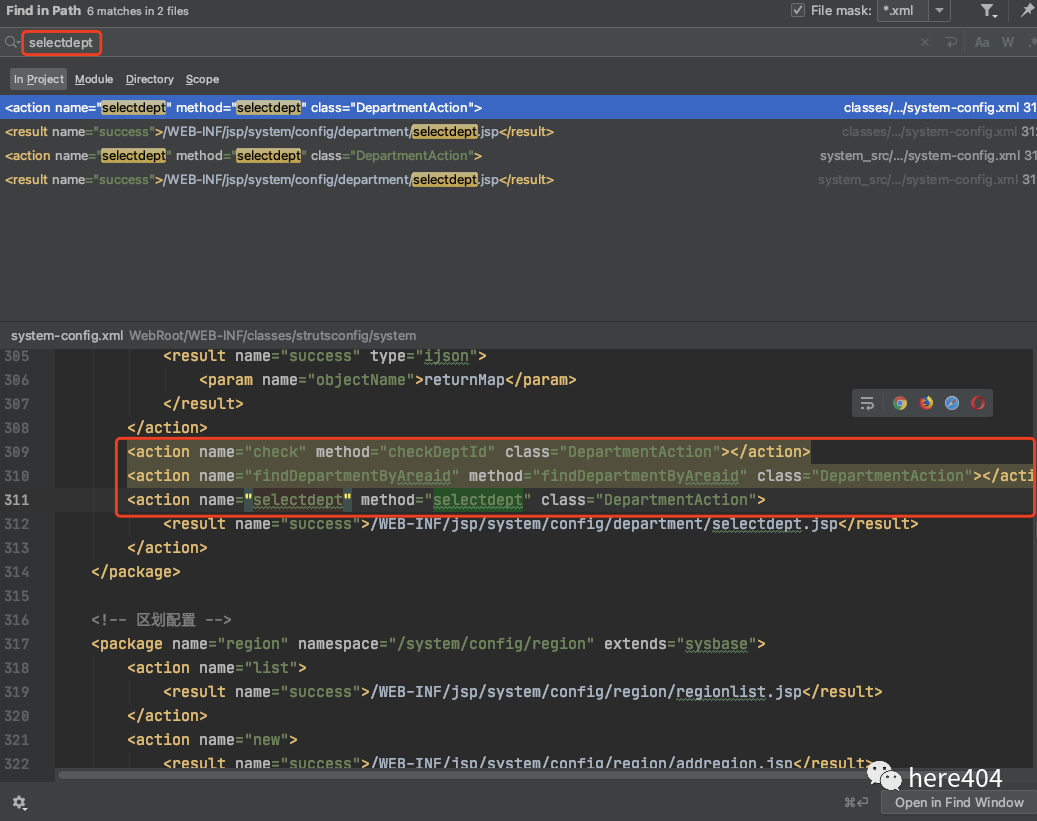 Find in Path 6 matches in 2 files File mask: *.xml
selectdept Aa W .*
In Project Module Directory Scope
<action name="selectdept" method="selectdept" class="DepartmentAction"> classes/.../system-config.xml 31
<result name="success">/WEB-INF/jsp/system/config/department/selectdept.jsp</result> classes/.../system-config.xml 31
<action name="selectdept" method="selectdept" class="DepartmentAction"> system_src/.../system-config.xml 31
<result name="success">/WEB-INF/jsp/system/config/department/selectdept.jsp</result> system_src/.../system-config.xml 31
system-config.xml WebRoot/WEB-INF/classes/strutsconfig/system
305 <result name="success" type="ijson">
306 <param name="objectName">returnMap</param>
307 </result>
308 </action>
309 <action name="check" method="checkDeptId" class="DepartmentAction"></action>
310 <action name="findDepartmentByAreaid" method="findDepartmentByAreaid" class="DepartmentAction"></acti
311 <action name="selectdept" method="selectdept" class="DepartmentAction">
312 <result name="success">/WEB-INF/jsp/system/config/department/selectdept.jsp</result>
313 </action>
314 </package>
315
316 <!-- 区划配置 -->
317 <package name="region" namespace="/system/config/region" extends="sysbase">
318 <action name="list">
319 <result name="success">/WEB-INF/jsp/system/config/region/regionlist.jsp</result>
320 </action>
321 <action name="new">
322 <result name="success">/WEB-INF/jsp/system/config/region/addregion.jsp</result>
here404
⌘↩ Open in Find Window